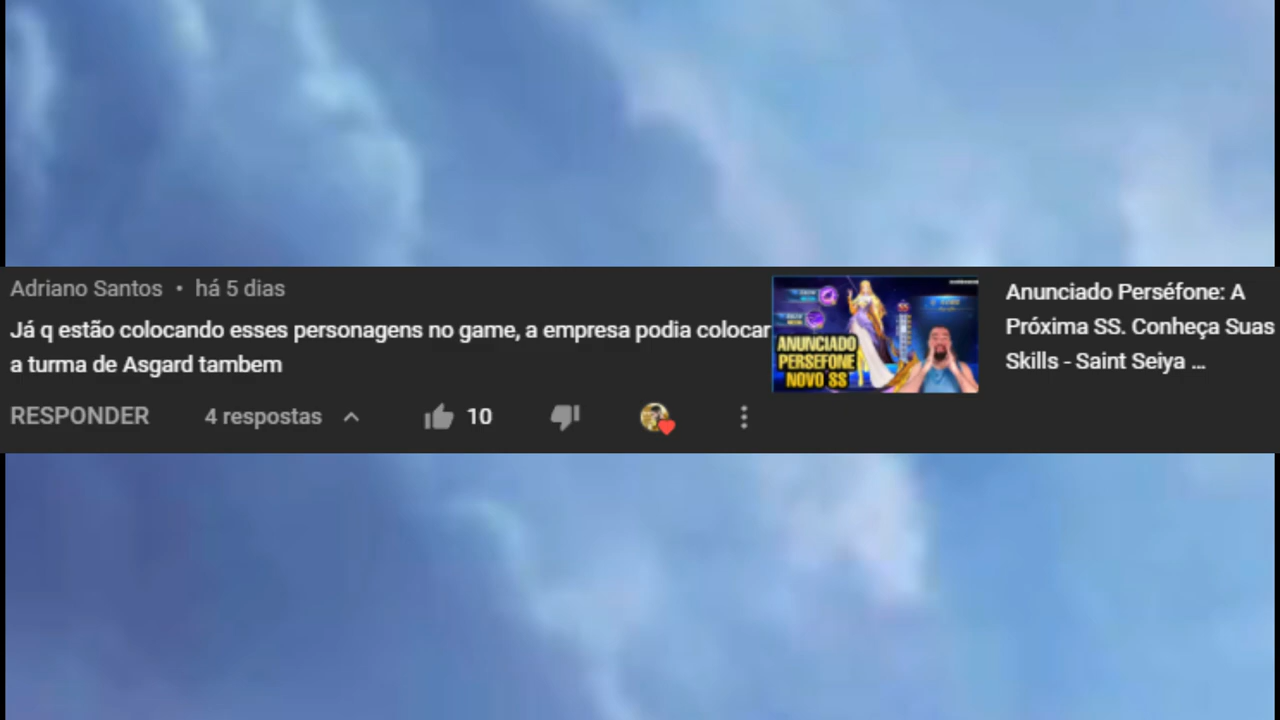 Adriano Santos • há 5 dias
Já q estão colocando esses personagens no game, a empresa podia colocar
a turma de Asgard tambem
RESPONDER 4 respostas 10
ANUNCIADO
PERSEFONE
NOVO SS
Anunciado Perséfone: A
Próxima SS. Conheça Suas
Skills - Saint Seiya ...